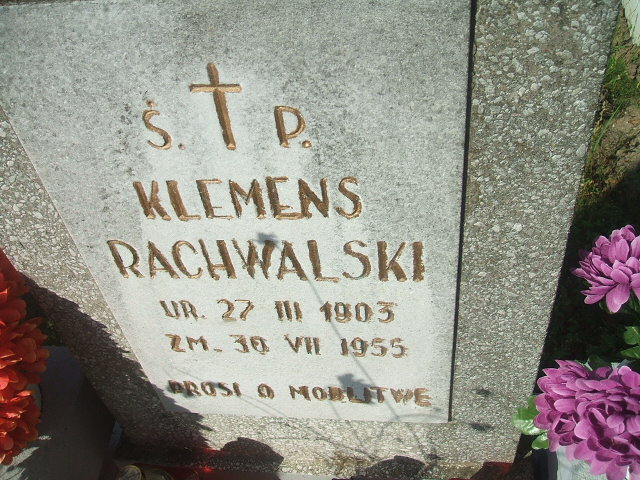 Ś. P.
KLEMENS
RACHWALSKI
UR. 27 III 1903
ZM. 30 VII 1955
PROSI O MODLITWĘ